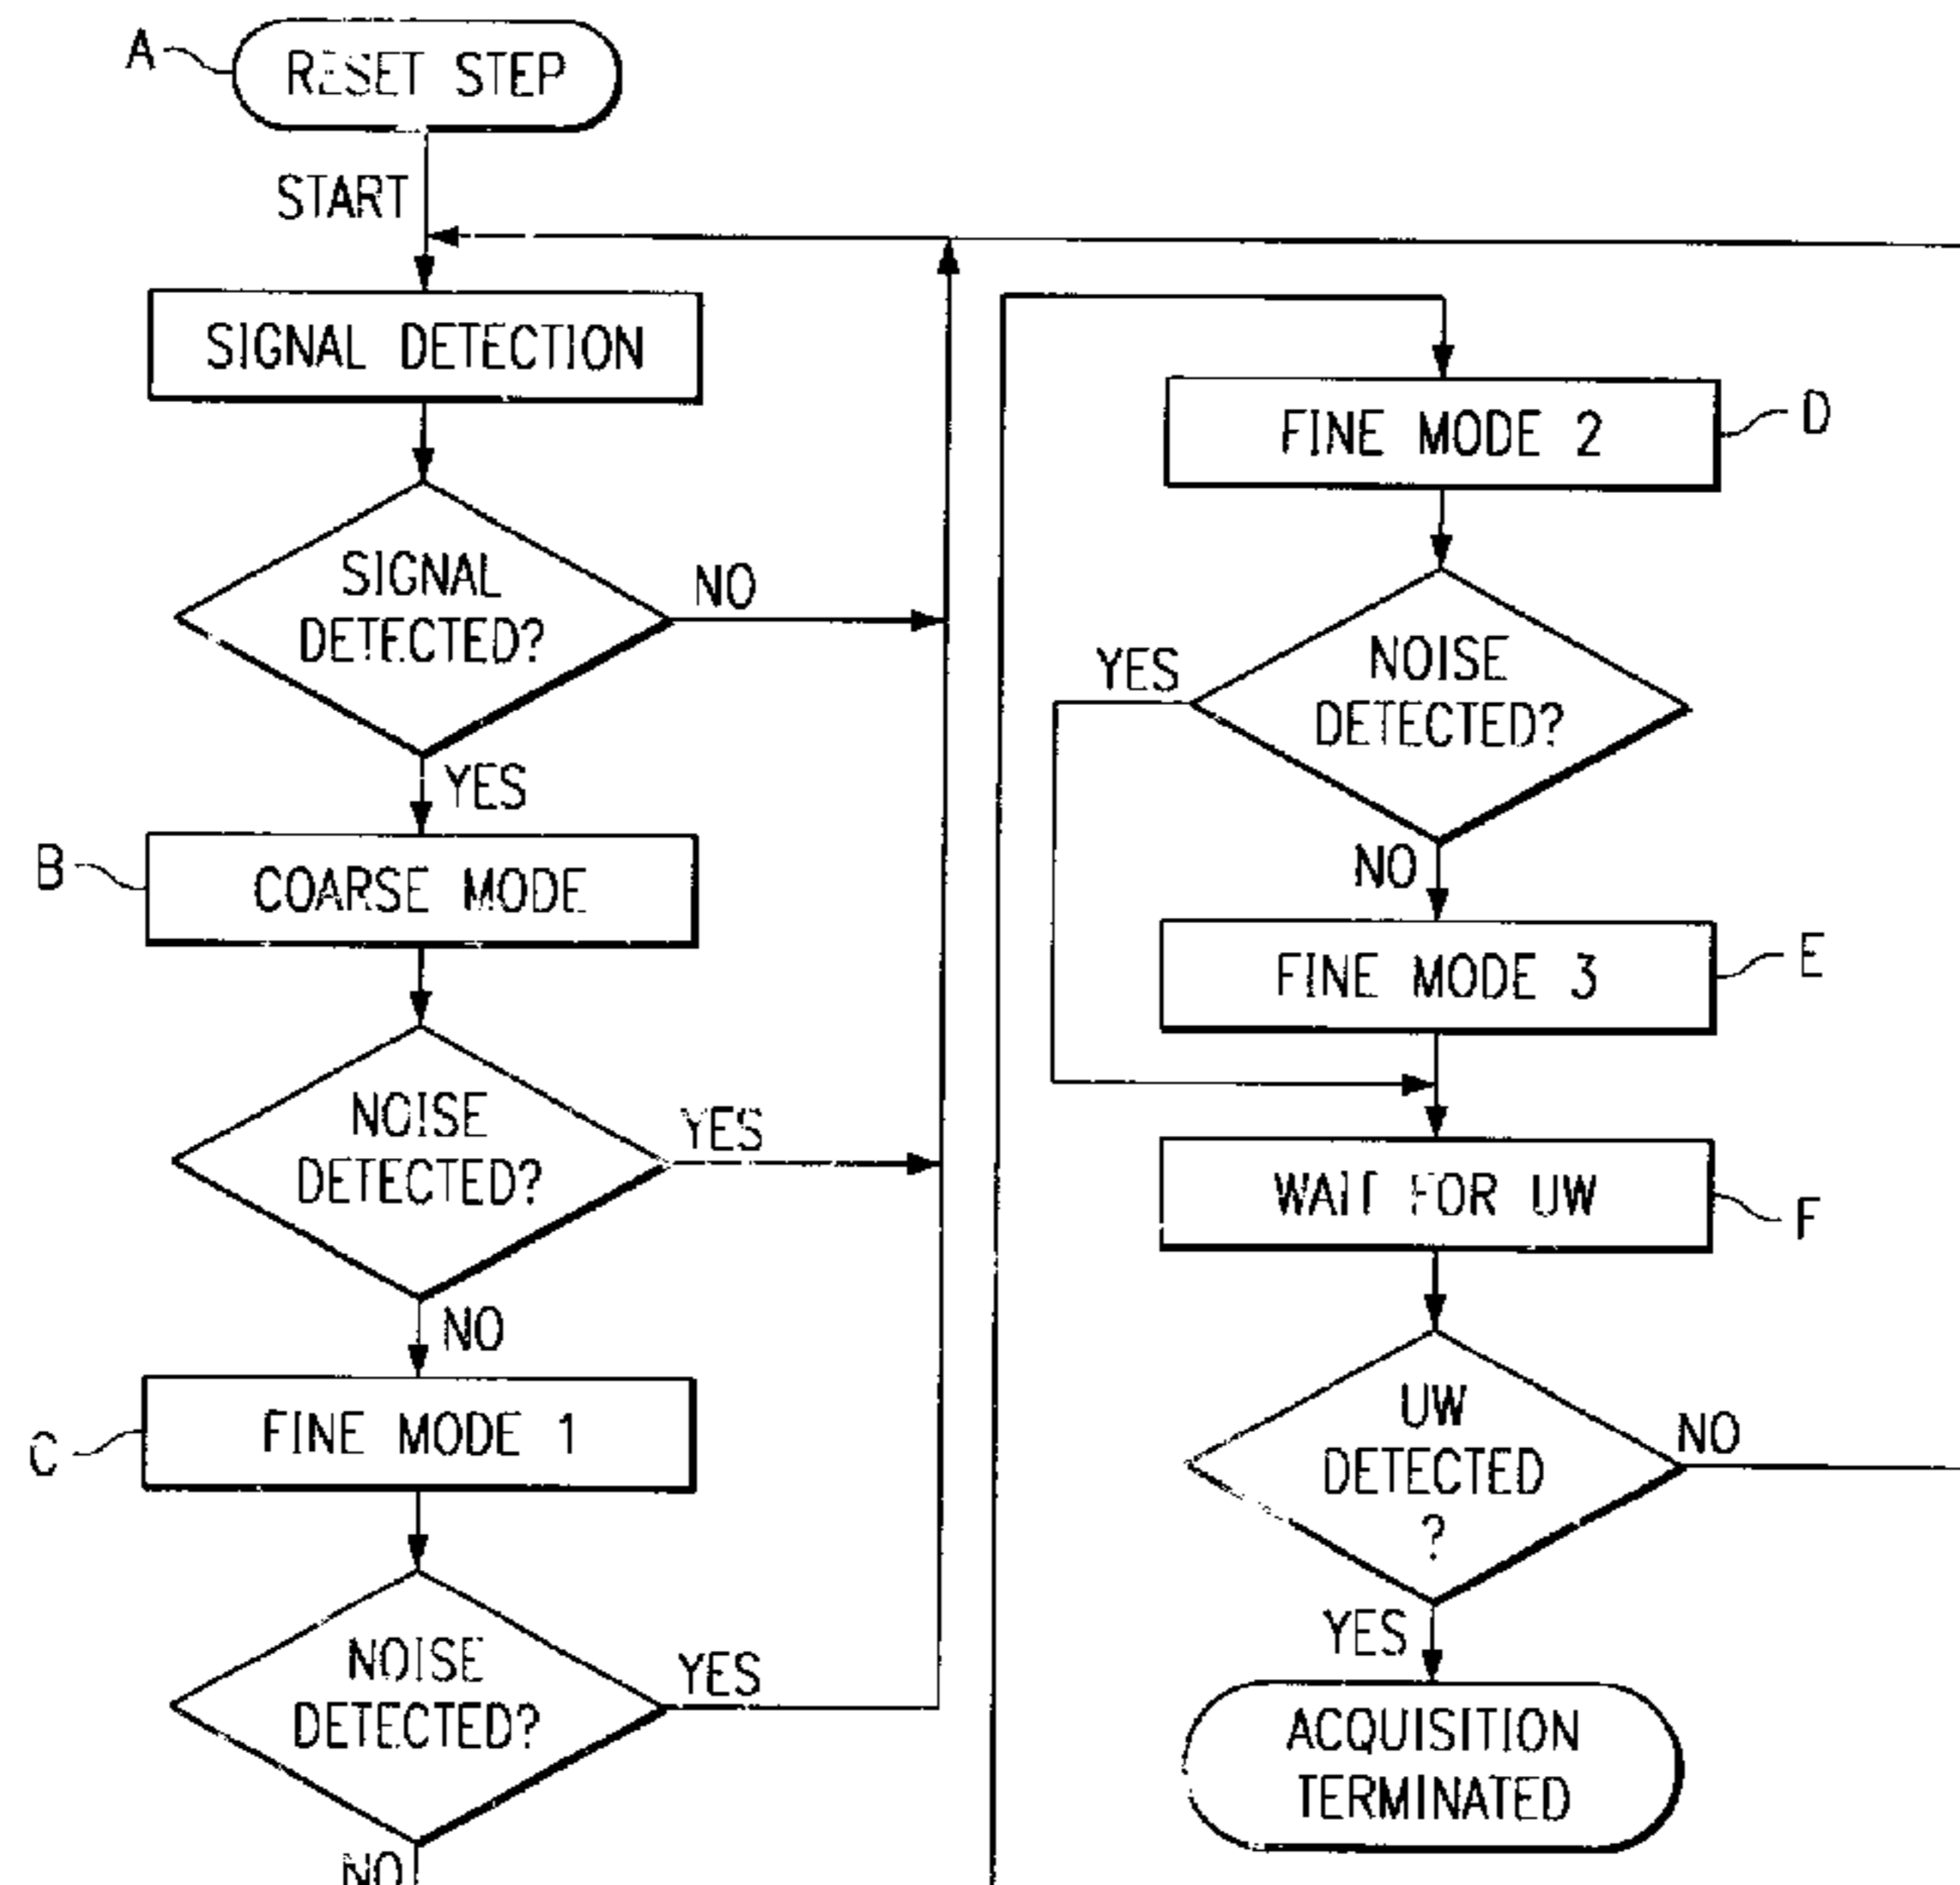 A
RESET STEP
START
SIGNAL DETECTION
SIGNAL
DETECTED?
NO
YES
B
COARSE MODE
NOISE
DETECTED?
YES
NO
C
FINE MODE 1
NOISE
DETECTED?
YES
NO
FINE MODE 2
D
NOISE
DETECTED?
YES
NO
FINE MODE 3
E
WAIT FOR UW
F
UW
DETECTED
?
NO
YES
ACQUISITION
TERMINATED